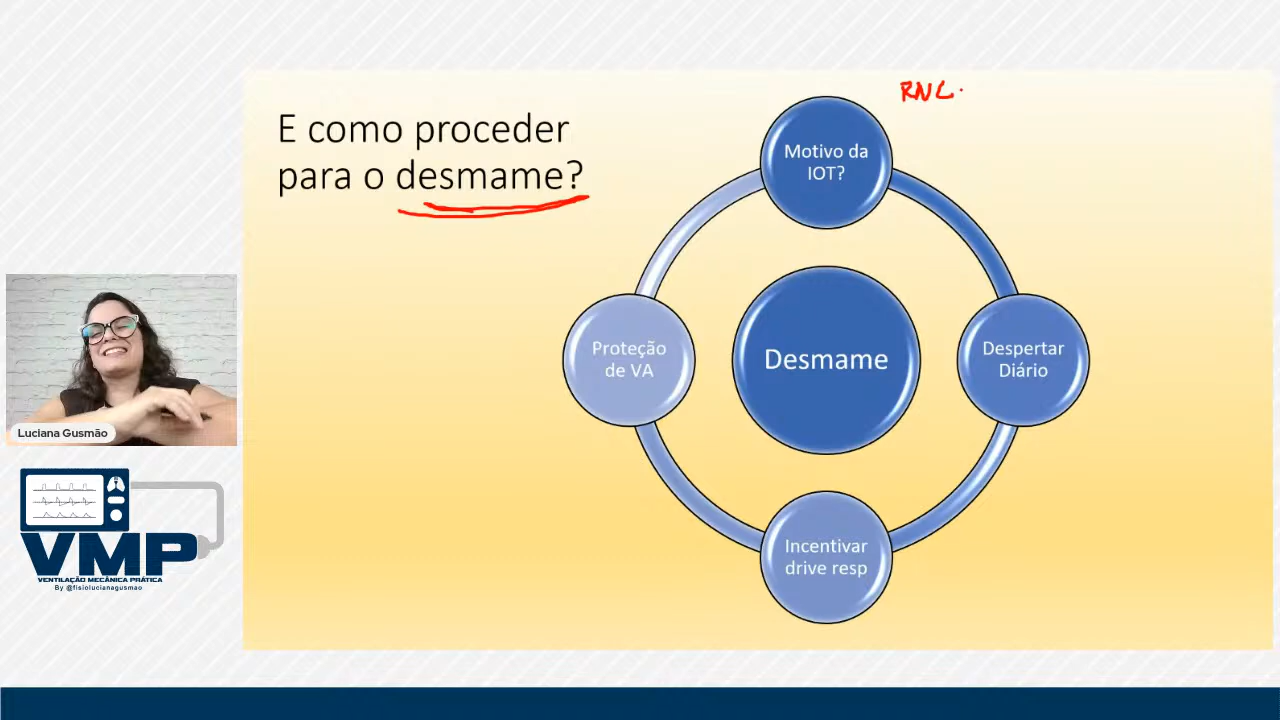 E como proceder
para o desmame?
RNC.
Motivo da
IOT?
Despertar
Diário
Desmame
Proteção
de VA
Incentivar
drive resp
Luciana Gusmão
VMP
VENTILAÇÃO MECÂNICA PRÁTICA
By @fisiolucianagusmao